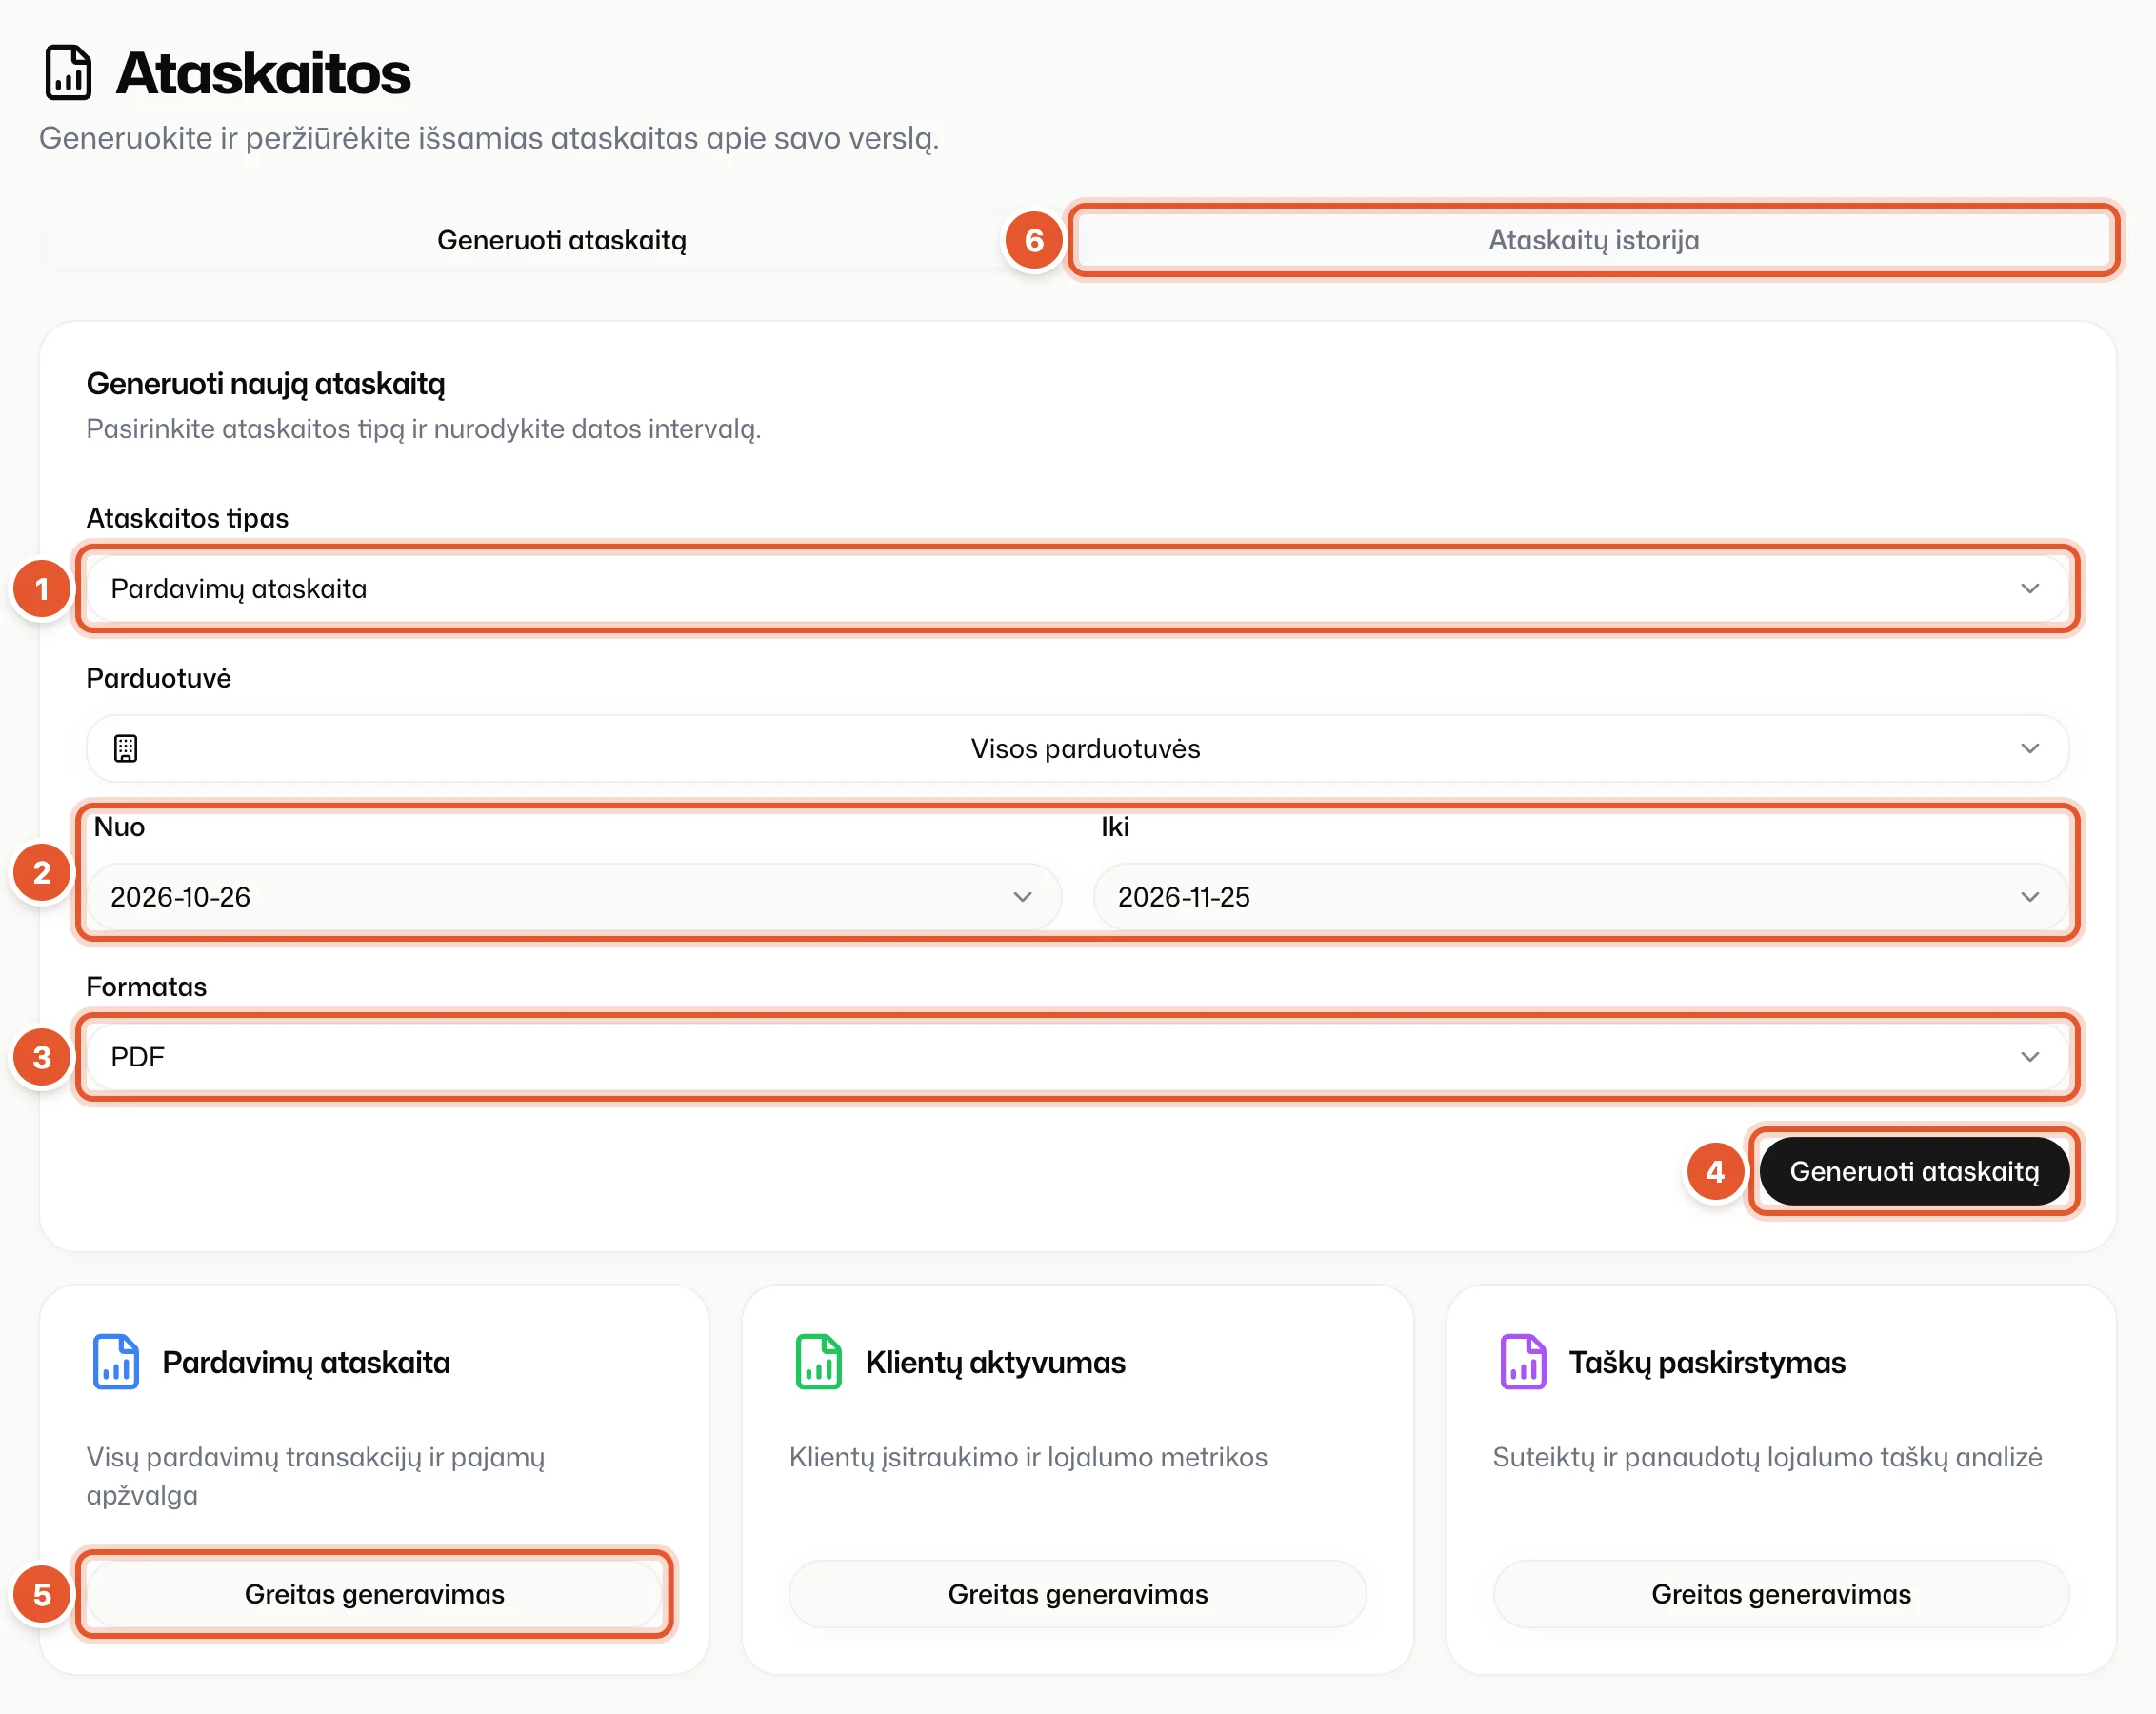 Ataskaitos
Generuokite ir peržiūrėkite išsamias ataskaitas apie savo verslą.
Generuoti ataskaitą
6
Ataskaitų istorija
Generuoti naują ataskaitą
Pasirinkite ataskaitos tipą ir nurodykite datos intervalą.
Ataskaitos tipas
1
Pardavimų ataskaita
Parduotuvė
Visos parduotuvės
Nuo
Iki
2
2026-10-26
2026-11-25
Formatas
3
PDF
4
Generuoti ataskaitą
Pardavimų ataskaita
Visų pardavimų transakcijų ir pajamų
apžvalga
5
Greitas generavimas
Klientų aktyvumas
Klientų įsitraukimo ir lojalumo metrikos
Greitas generavimas
Taškų paskirstymas
Suteiktų ir panaudotų lojalumo taškų analizė
Greitas generavimas